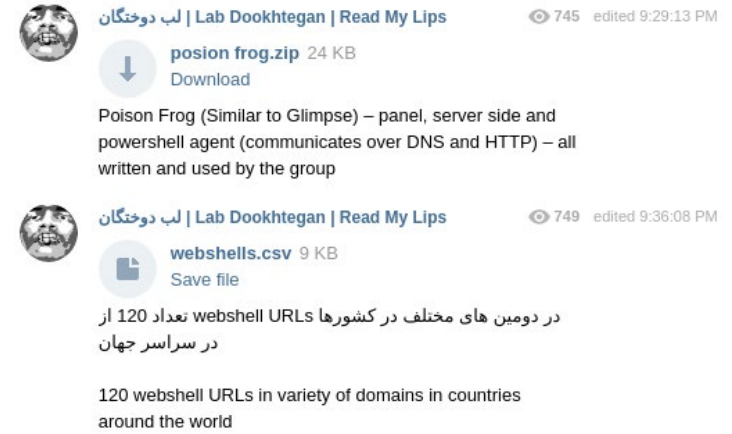 لب دوختگان | Lab Dookhtegan | Read My Lips 745 edited 9:29:13 PM
posion frog.zip 24 KB
Download
Poison Frog (Similar to Glimpse) – panel, server side and
powershell agent (communicates over DNS and HTTP) – all
written and used by the group
لب دوختگان | Lab Dookhtegan | Read My Lips 749 edited 9:36:08 PM
webshells.csv 9 KB
Save file
تعداد 120 از webshell URLs در دومین های مختلف در کشورها
در سراسر جهان
120 webshell URLs in variety of domains in countries
around the world